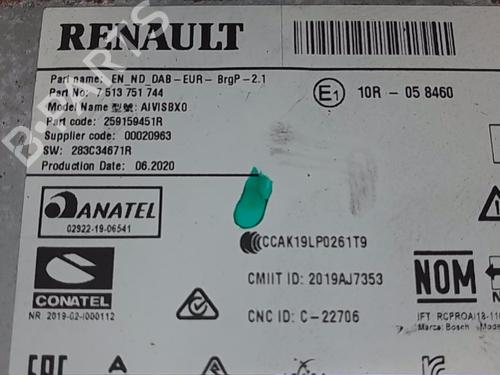 RENAULT
Part name: EN_ND_DAB-EUR- BrgP-2.1
Part No: 7 513 751 744
Model Name 型號: AIVISBX0
Part code: 259159451R
Supplier code: 00020963
SW: 283C34671R
Production Date: 06.2020
E1
10R - 05 8460
ANATEL
02922-19-06541
CCAK19LP0261T9
CMIIT ID: 2019AJ7353
CNC ID: C-22706
CONATEL
NR: 2019-02-I000112
NOM
IFT: RCPROAI18-110
Marca: Bosch Mode
EAC
B-PARTS